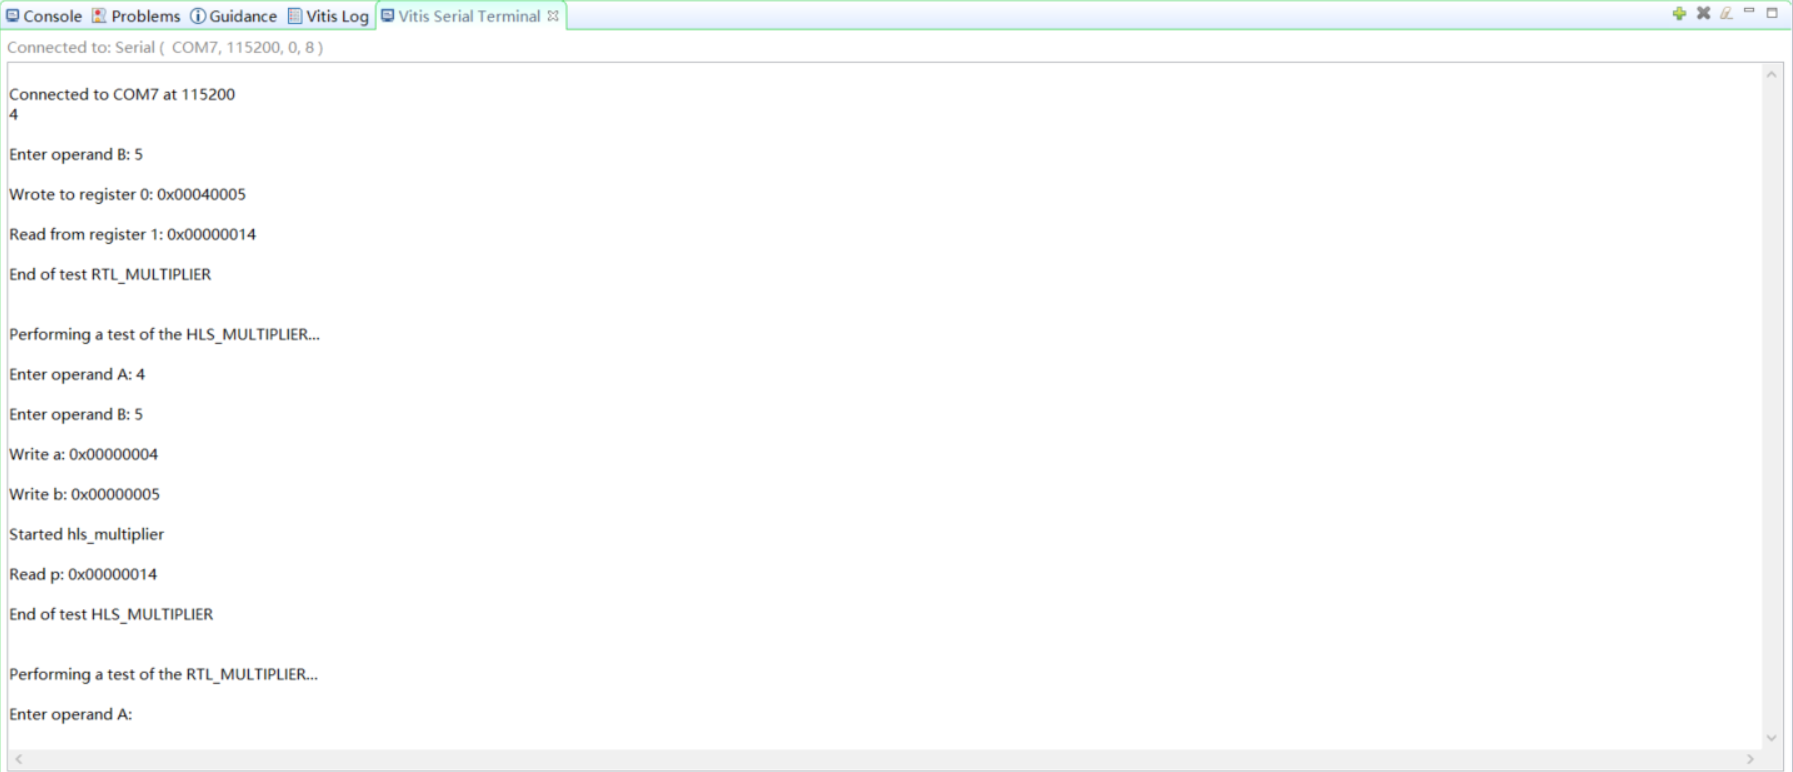 Console Problems Guidance Vitis Log Vitis Serial Terminal
Connected to: Serial ( COM7, 115200, 0, 8 )
Connected to COM7 at 115200
4
Enter operand B: 5
Wrote to register 0: 0x00040005
Read from register 1: 0x00000014
End of test RTL_MULTIPLIER
Performing a test of the HLS_MULTIPLIER...
Enter operand A: 4
Enter operand B: 5
Write a: 0x00000004
Write b: 0x00000005
Started hls_multiplier
Read p: 0x00000014
End of test HLS_MULTIPLIER
Performing a test of the RTL_MULTIPLIER...
Enter operand A: